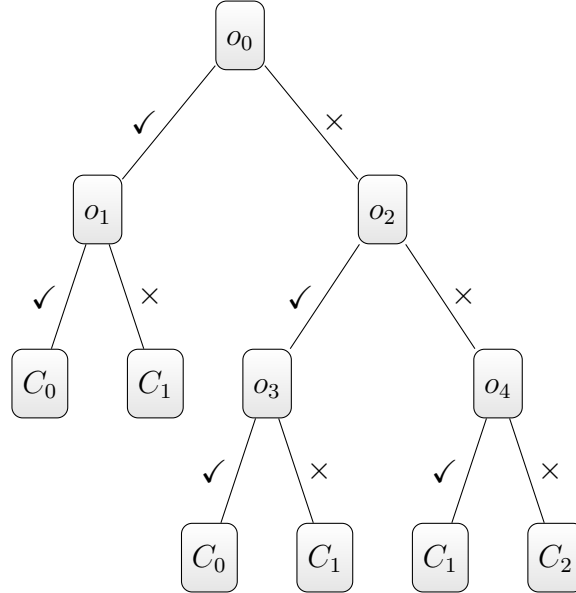 o₀
✓ ×
o₁ o₂
✓ × ✓ ×
C₀ C₁ o₃ o₄
✓ × ✓ ×
C₀ C₁ C₁ C₂